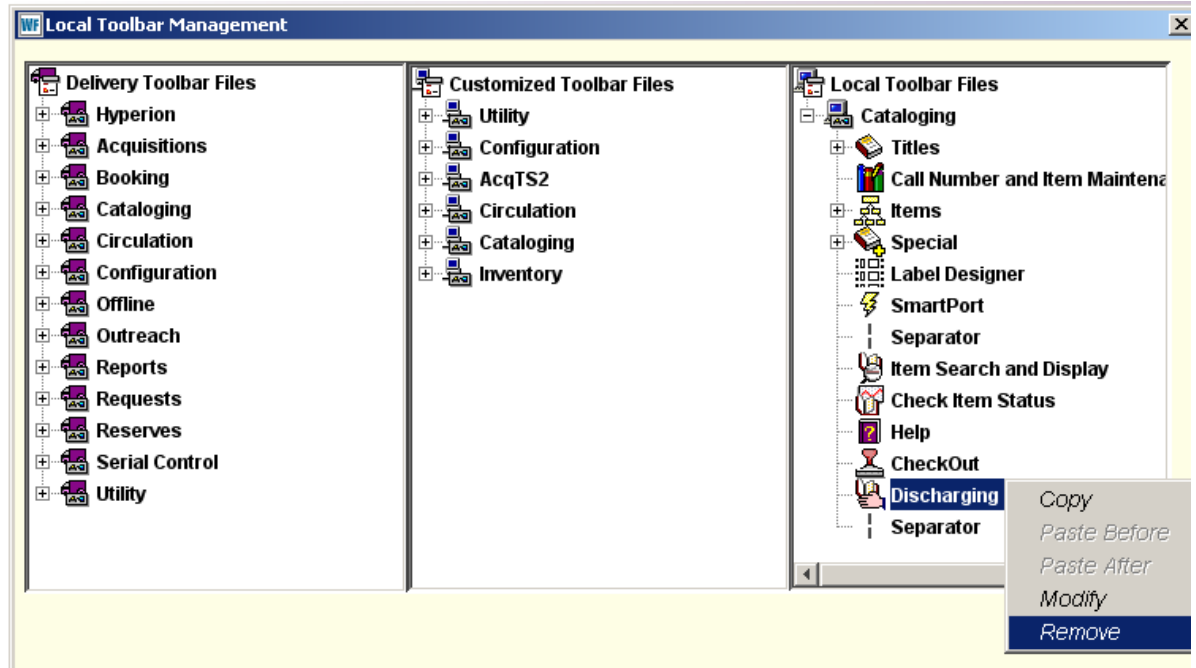 WF Local Toolbar Management
Delivery Toolbar Files
Hyperion
Acquisitions
Booking
Cataloging
Circulation
Configuration
Offline
Outreach
Reports
Requests
Reserves
Serial Control
Utility
Customized Toolbar Files
Utility
Configuration
AcqTS2
Circulation
Cataloging
Inventory
Local Toolbar Files
Cataloging
Titles
Call Number and Item Maintena
Items
Special
Label Designer
SmartPort
Separator
Item Search and Display
Check Item Status
Help
CheckOut
Discharging
Separator
Copy
Paste Before
Paste After
Modify
Remove